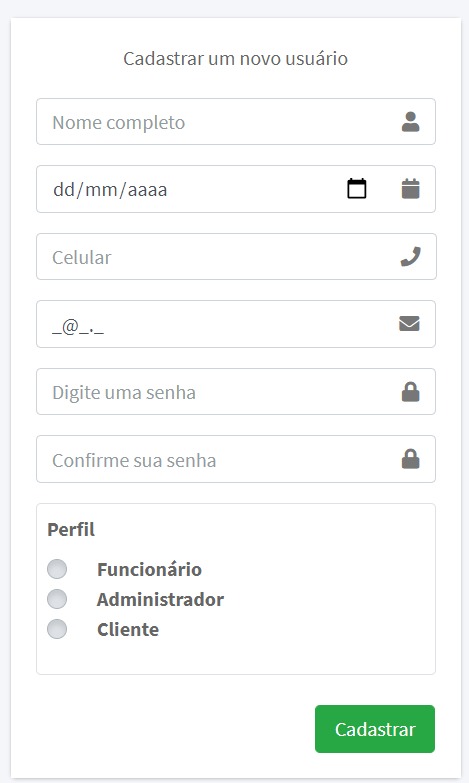 Cadastrar um novo usuário
Nome completo
dd/mm/aaaa
Celular
_@_._
Digite uma senha
Confirme sua senha
Perfil
Funcionário
Administrador
Cliente
Cadastrar